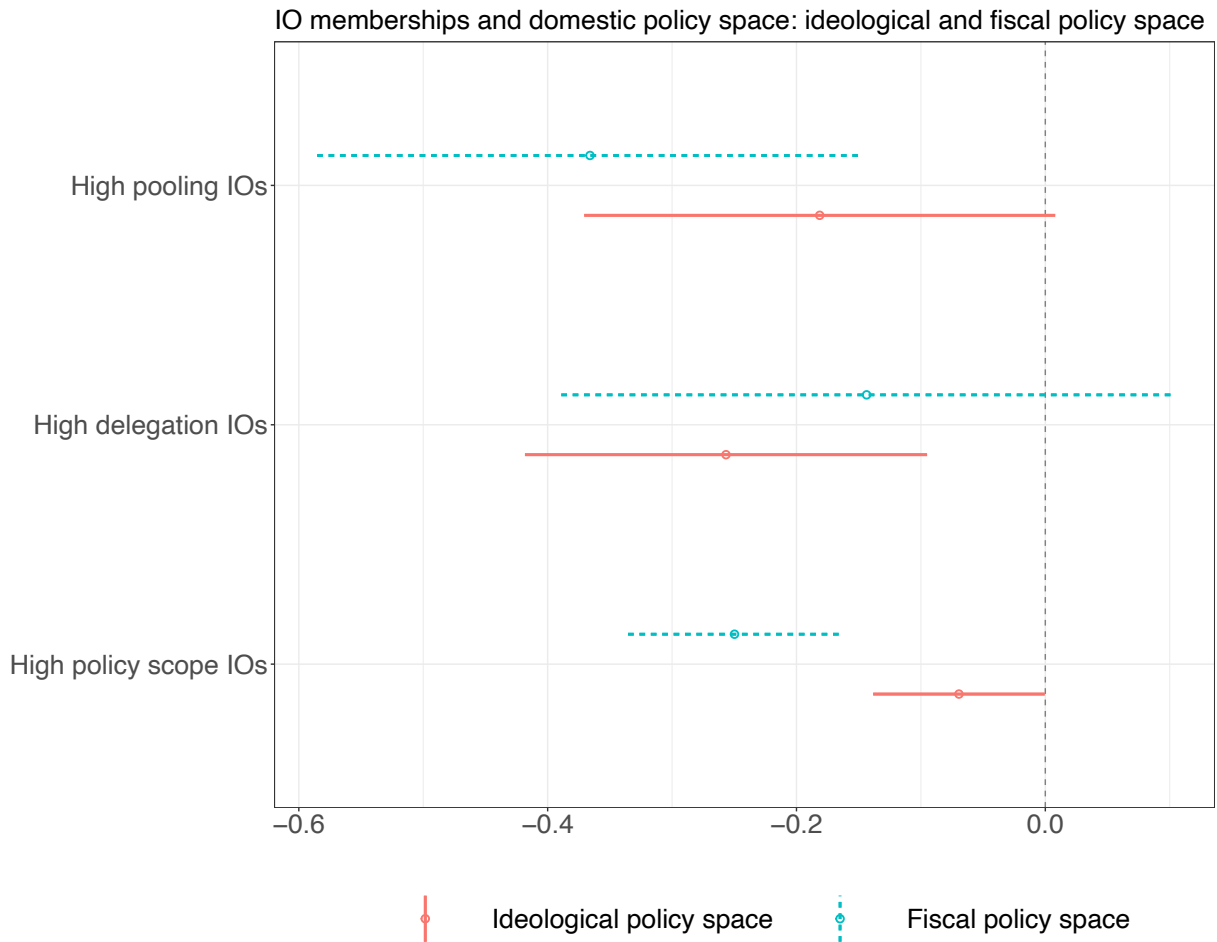 IO memberships and domestic policy space: ideological and fiscal policy space
High pooling IOs
High delegation IOs
High policy scope IOs
−0.6 −0.4 −0.2 0.0
Ideological policy space Fiscal policy space